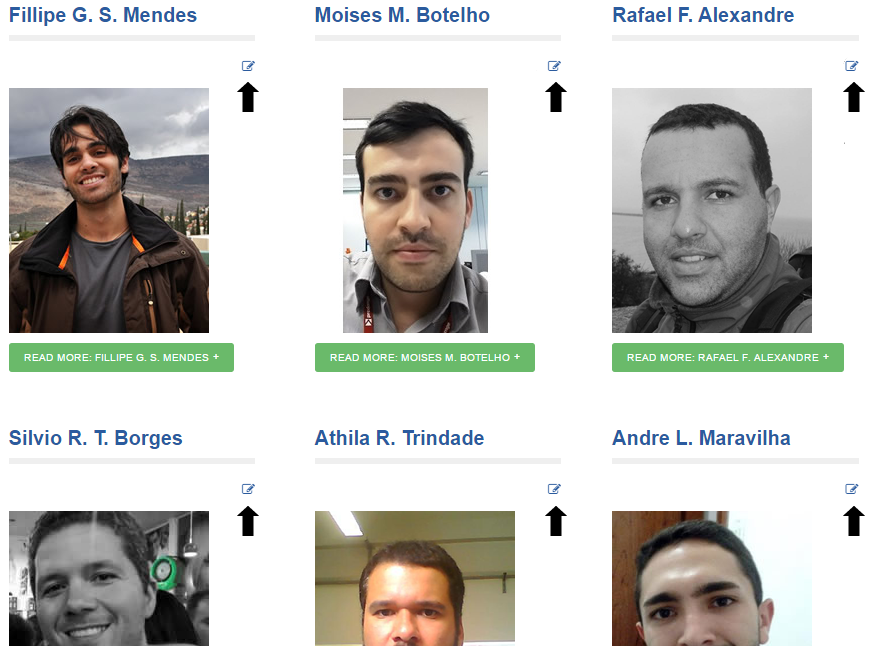 Fillipe G. S. Mendes
Moises M. Botelho
Rafael F. Alexandre
READ MORE: FILLIPE G. S. MENDES +
READ MORE: MOISES M. BOTELHO +
READ MORE: RAFAEL F. ALEXANDRE +
Silvio R. T. Borges
Athila R. Trindade
Andre L. Maravilha